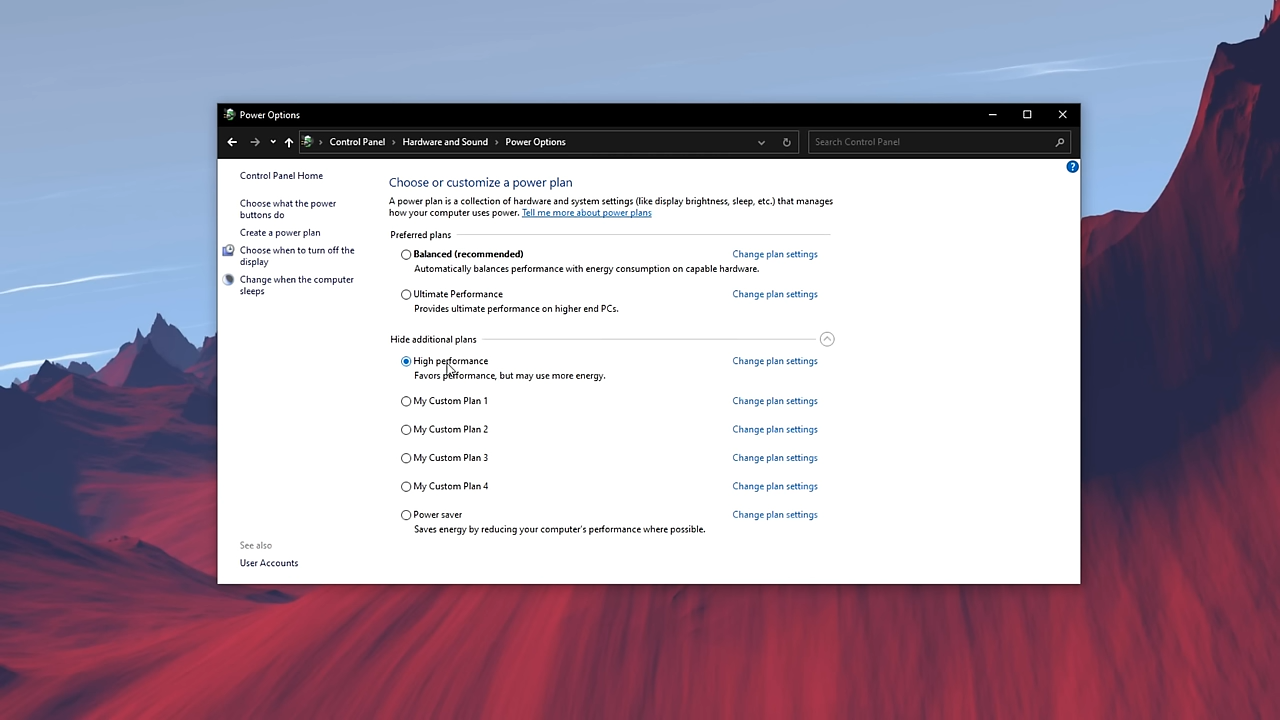 Power Options
Control Panel > Hardware and Sound > Power Options
Search Control Panel
Control Panel Home
Choose what the power
buttons do
Create a power plan
Choose when to turn off the
display
Change when the computer
sleeps
See also
User Accounts
Choose or customize a power plan
A power plan is a collection of hardware and system settings (like display brightness, sleep, etc.) that manages
how your computer uses power. Tell me more about power plans
Preferred plans
Balanced (recommended) Change plan settings
Automatically balances performance with energy consumption on capable hardware.
Ultimate Performance Change plan settings
Provides ultimate performance on higher end PCs.
Hide additional plans
High performance Change plan settings
Favors performance, but may use more energy.
My Custom Plan 1 Change plan settings
My Custom Plan 2 Change plan settings
My Custom Plan 3 Change plan settings
My Custom Plan 4 Change plan settings
Power saver Change plan settings
Saves energy by reducing your computer's performance where possible.